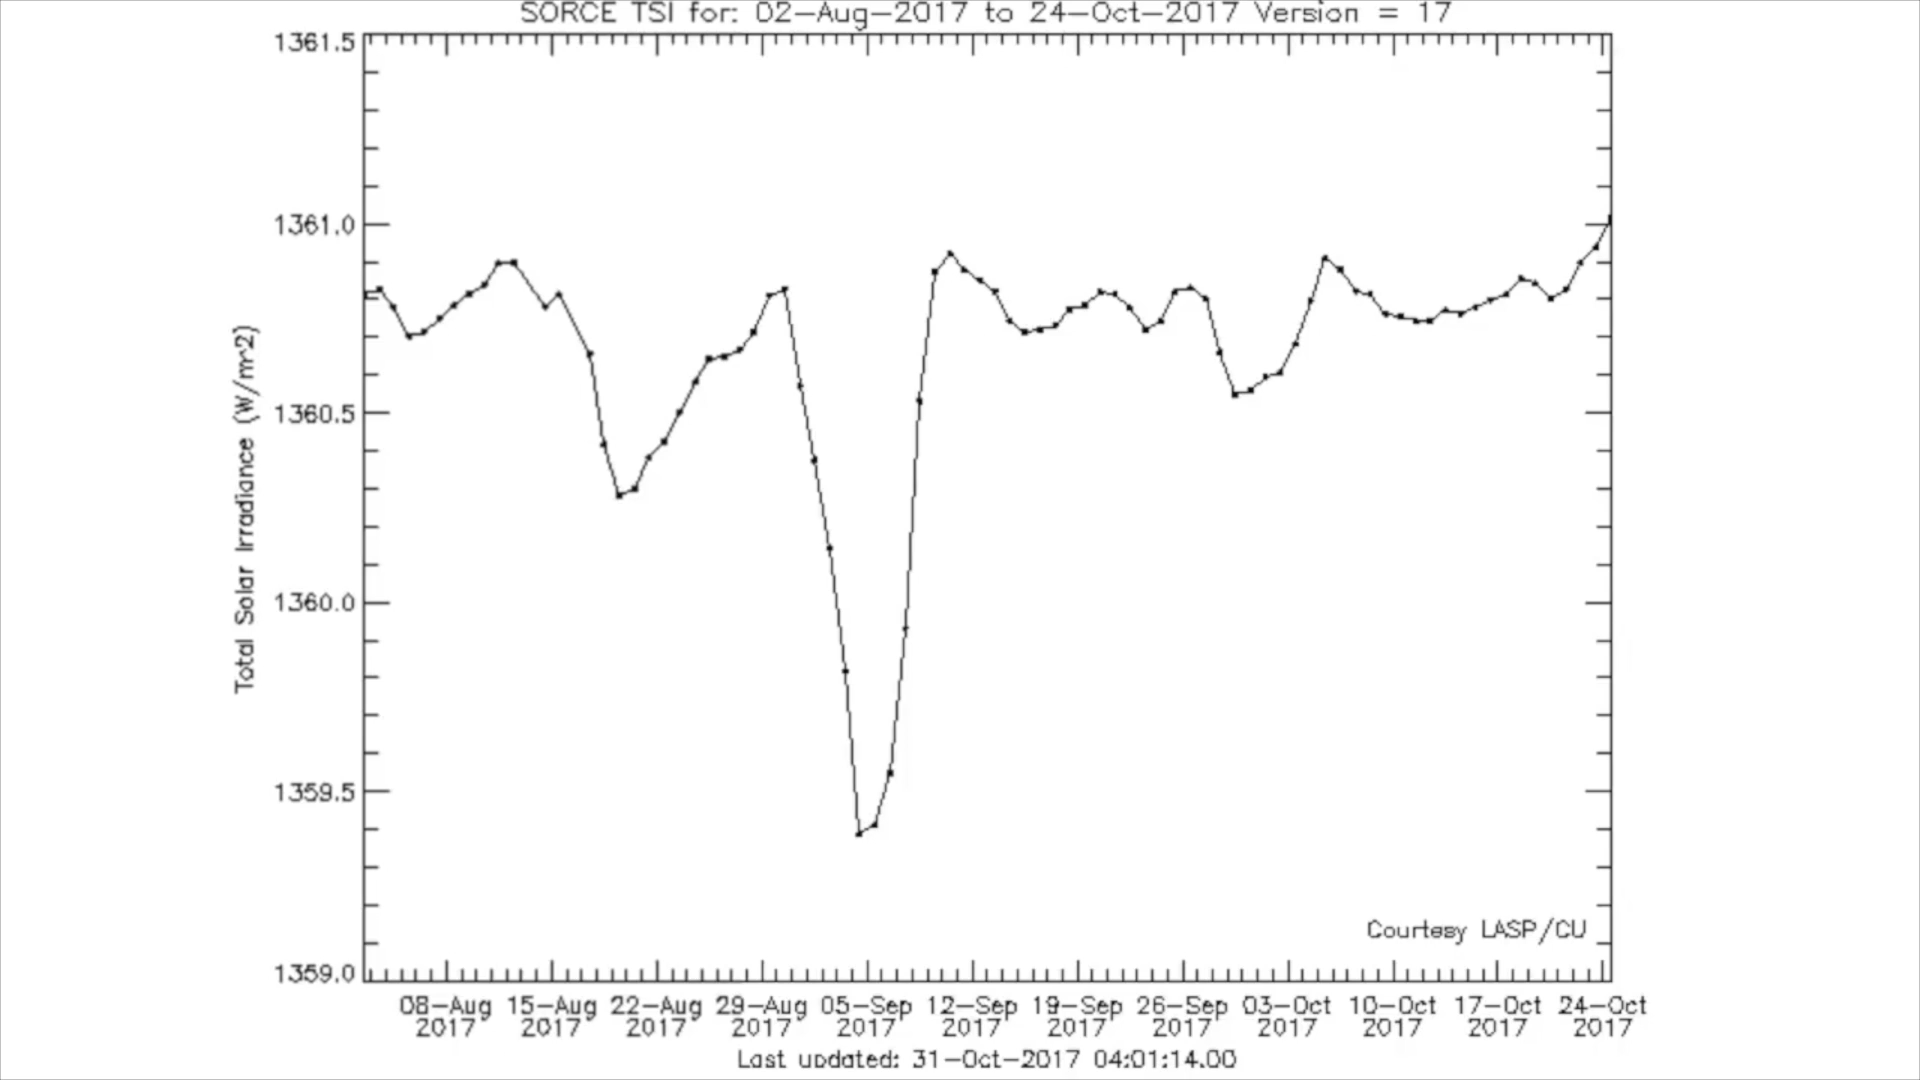 SORCE TSI for: 02-Aug-2017 to 24-Oct-2017 Version = 17
1361.5
1361.0
1360.5
1360.0
1359.5
1359.0
Total Solar Irradiance (W/m^2)
Courtesy LASP/CU
08-Aug 15-Aug 22-Aug 29-Aug 05-Sep 12-Sep 19-Sep 26-Sep 03-Oct 10-Oct 17-Oct 24-Oct
2017 2017 2017 2017 2017 2017 2017 2017 2017 2017 2017 2017
Last updated: 31-Oct-2017 04:01:14.00